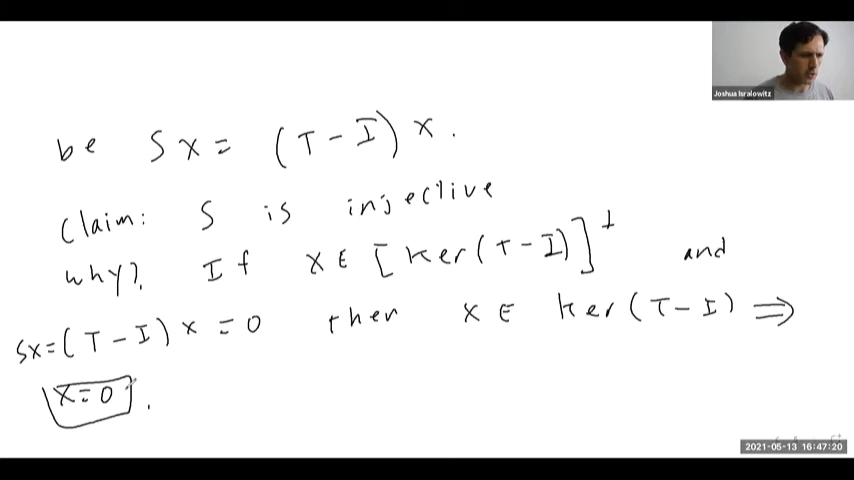 Joshua Isralowitz
be Sx = (T - I) x .
Claim: S is injective
why?. If x ∈ [ker(T - I)]^⊥ and
Sx = (T - I) x = 0 then x ∈ ker(T - I) ⇒
x = 0 .
2021-05-13 16:47:20